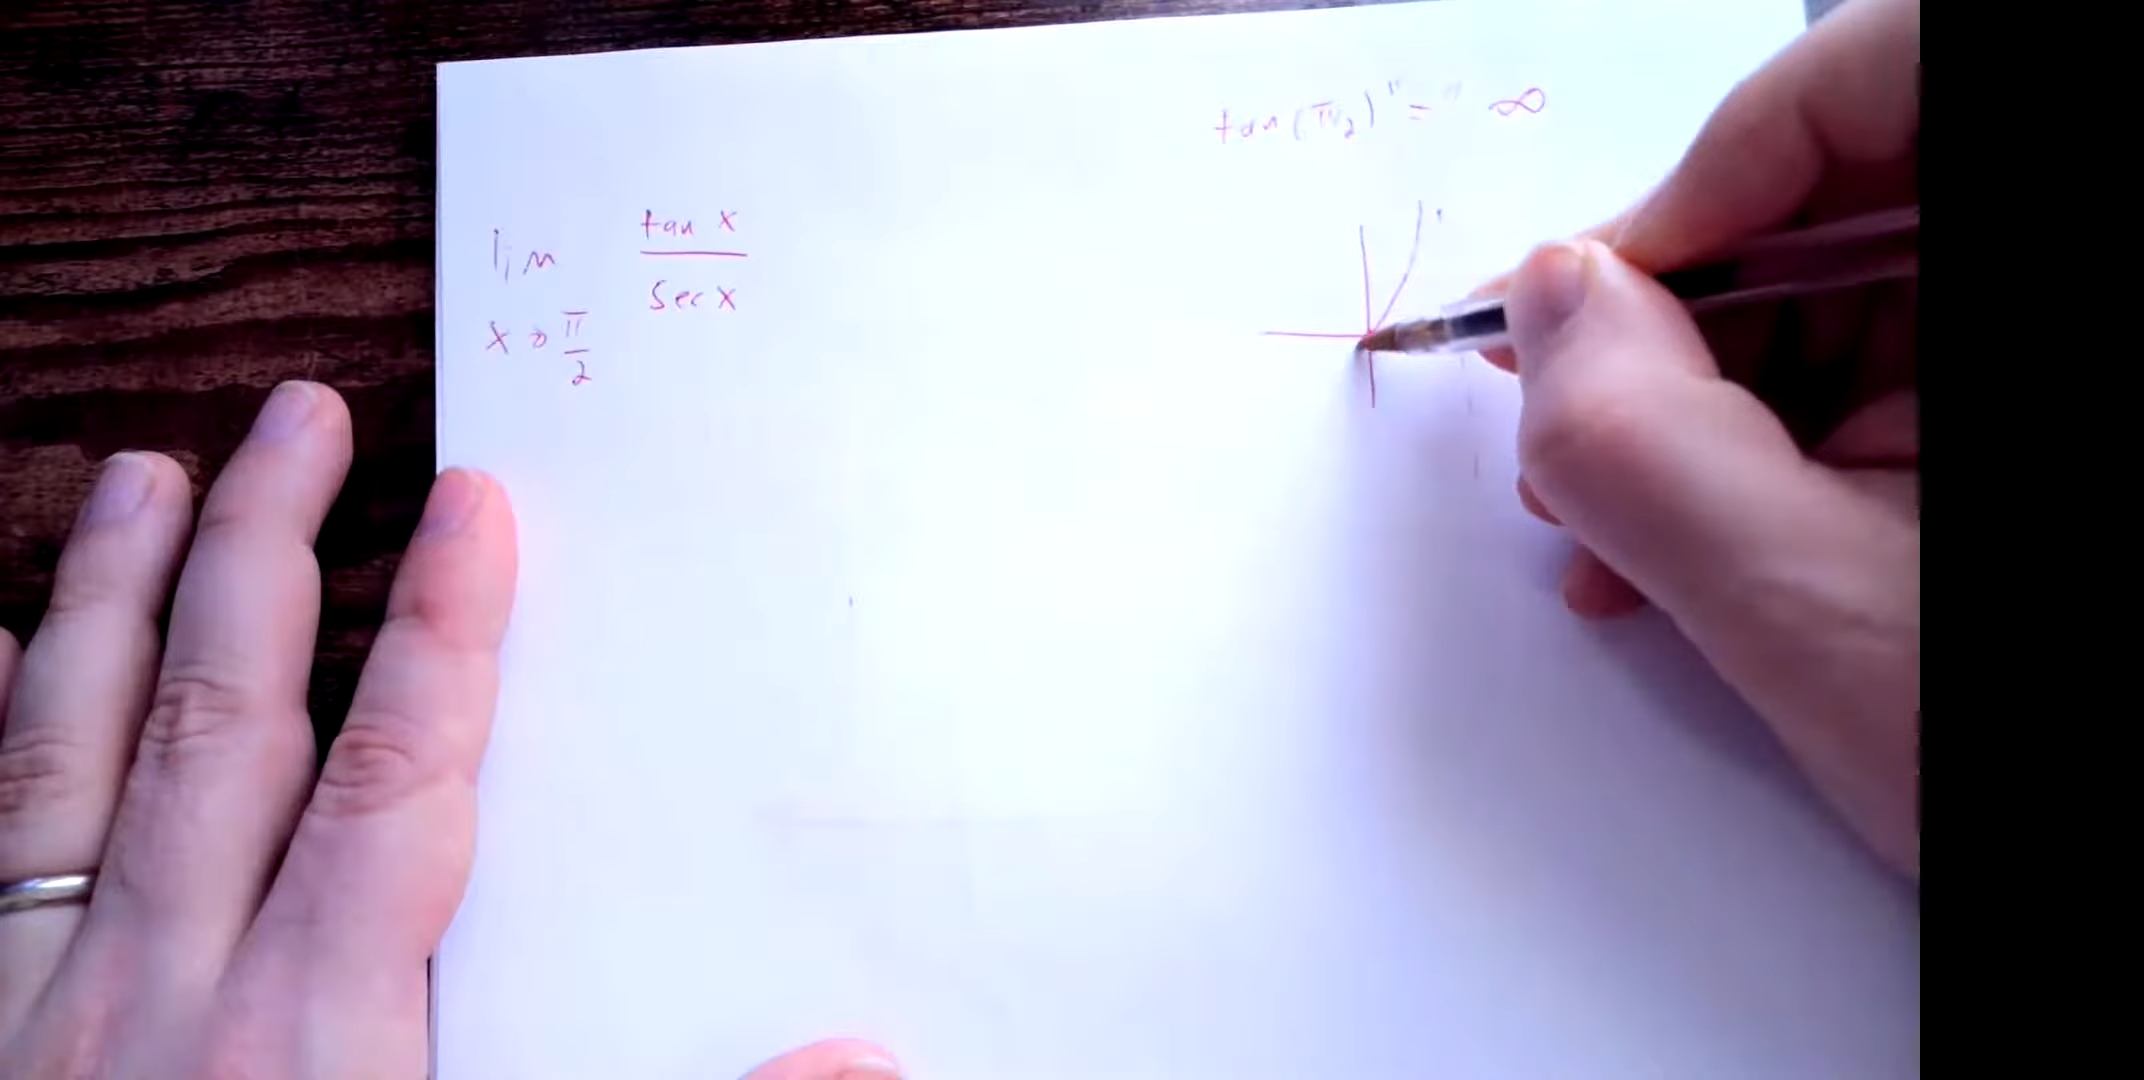 tan(π/2) "=" ∞
lim tan x / sec x
x → π/2